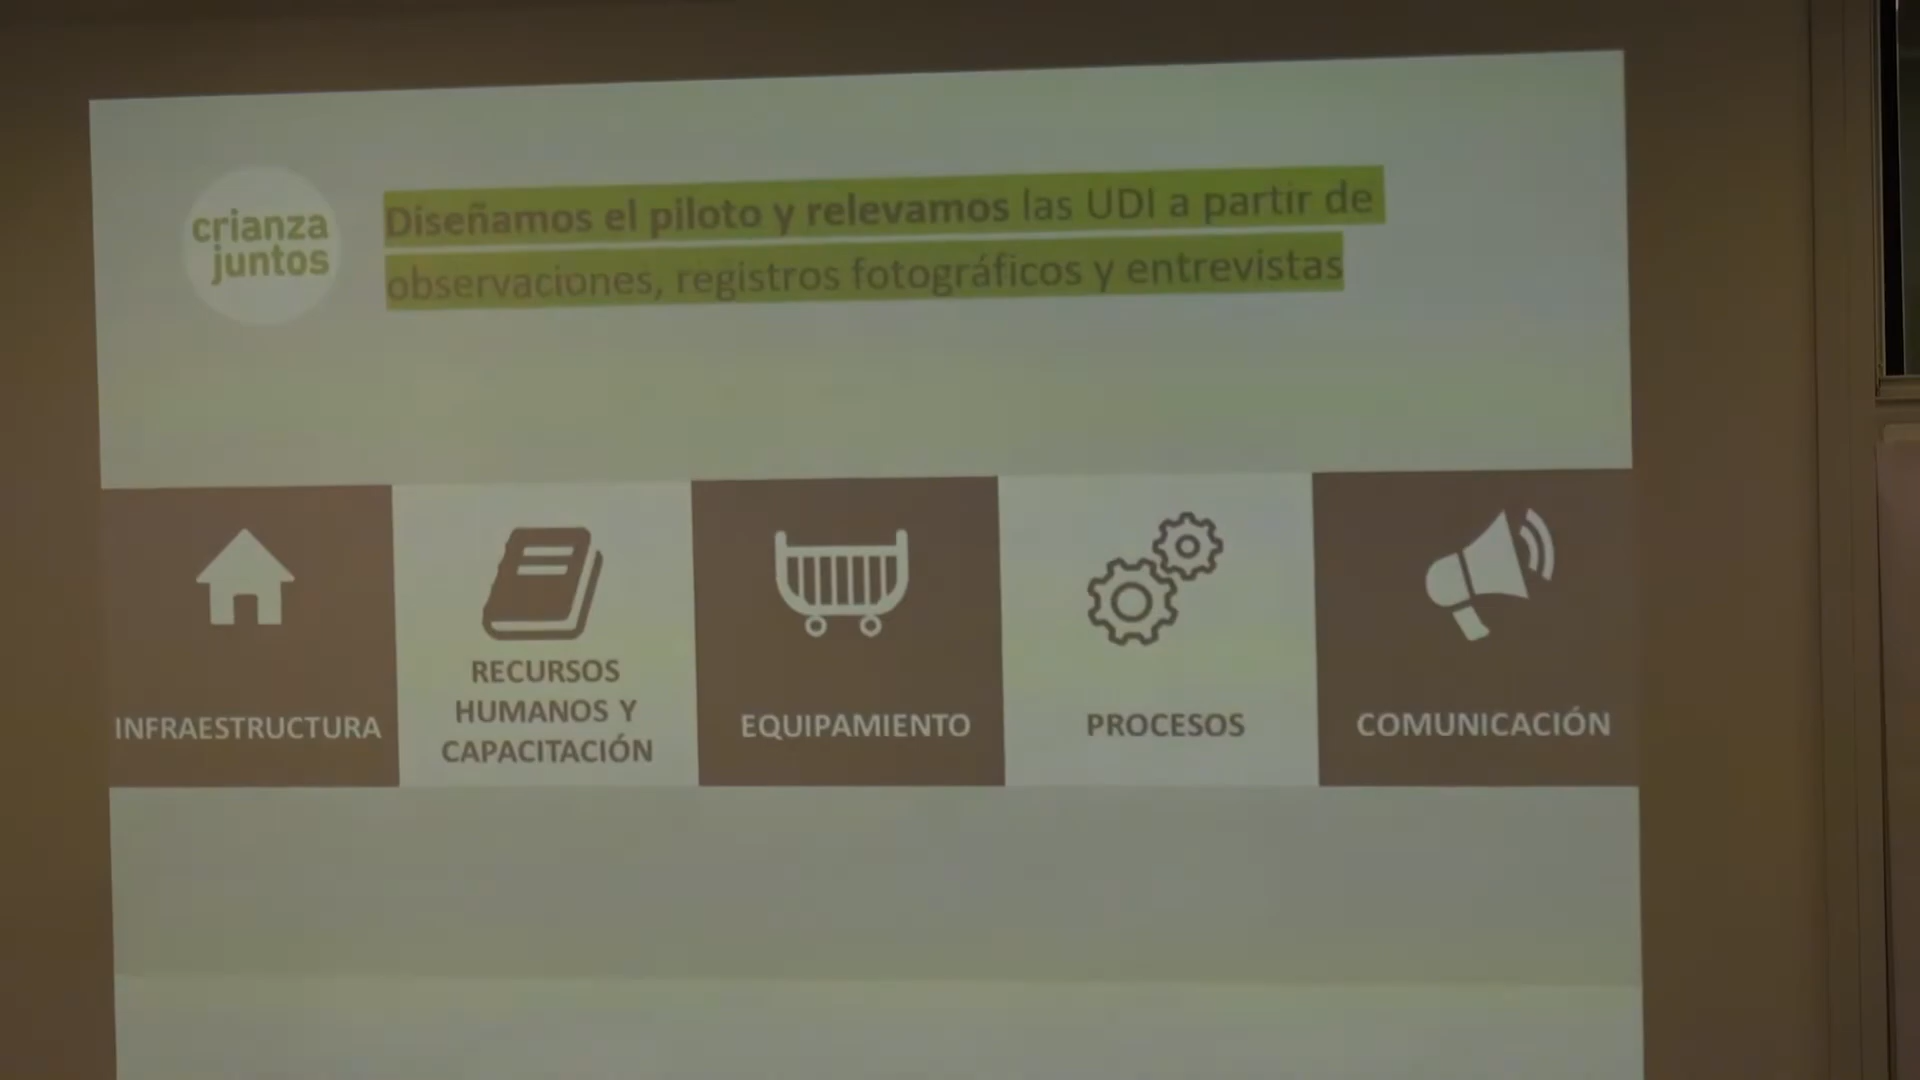 crianza
juntos
Diseñamos el piloto y relevamos las UDI a partir de
observaciones, registros fotográficos y entrevistas
INFRAESTRUCTURA
RECURSOS
HUMANOS Y
CAPACITACIÓN
EQUIPAMIENTO
PROCESOS
COMUNICACIÓN